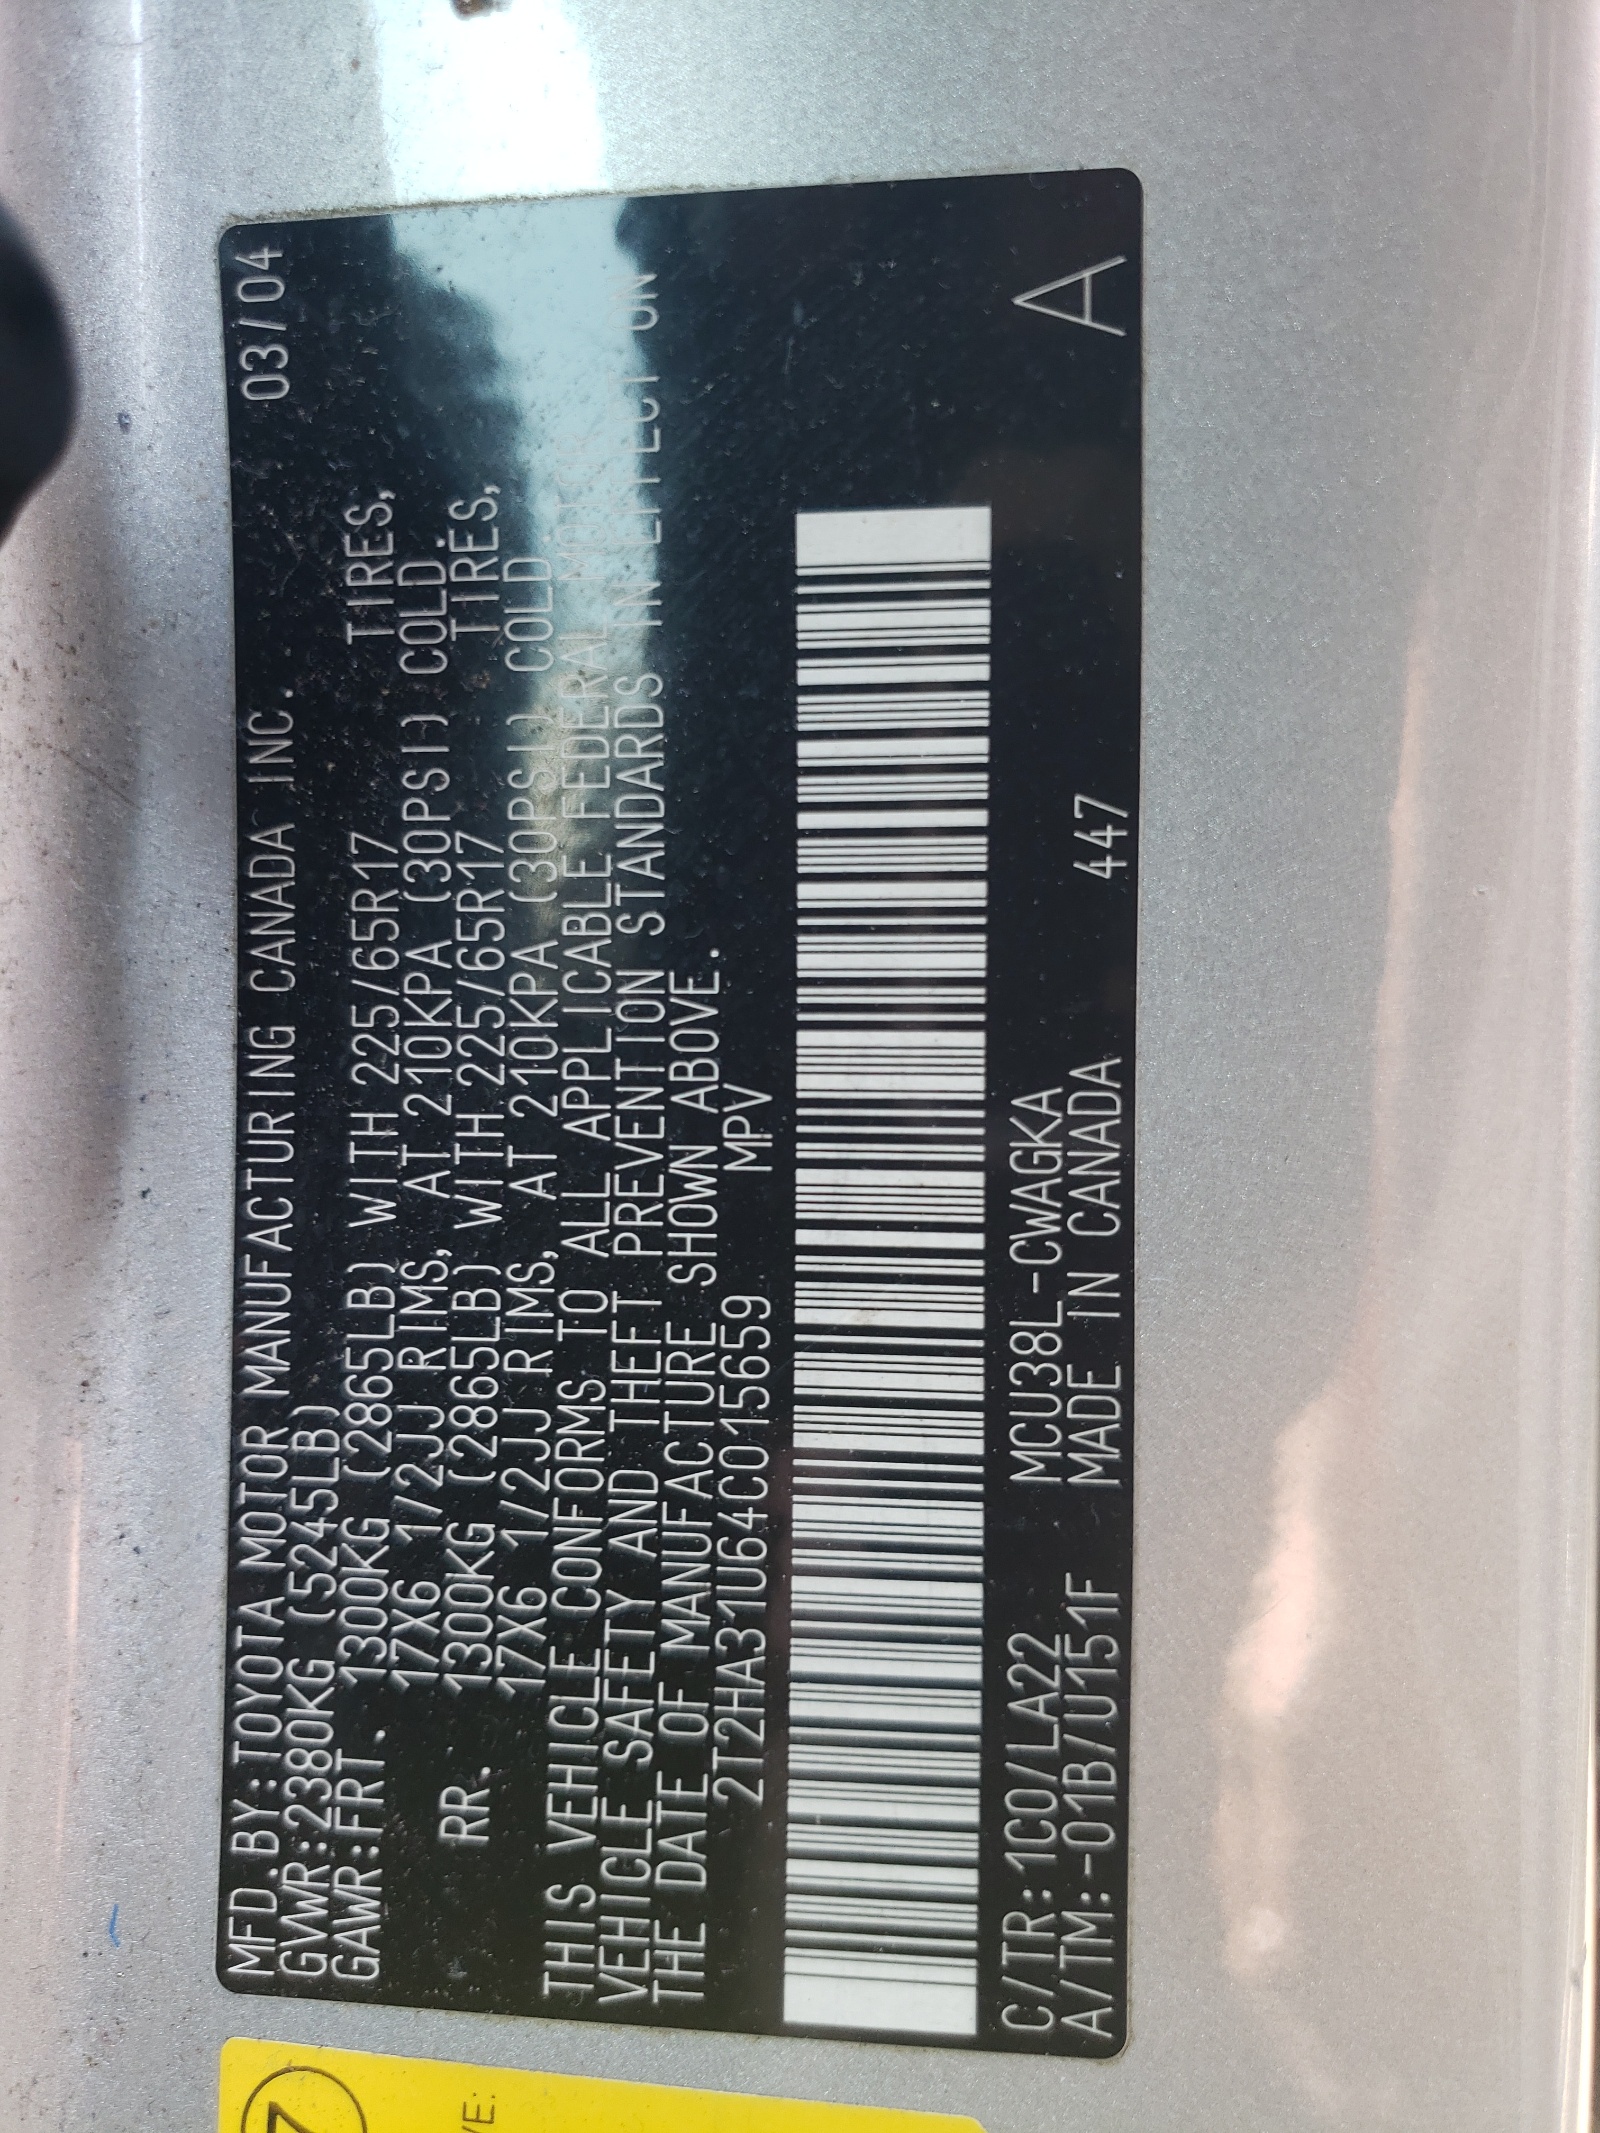 MFD.BY:TOYOTA MOTOR MANUFACTURING CANADA INC. 03/04
GVWR:2380KG (5245LB)
GAWR:FRT. 1300KG (2865LB) WITH 225/65R17 TIRES,
17X6 1/2JJ RIMS, AT 210KPA (30PSI) COLD.
RR. 1300KG (2865LB) WITH 225/65R17 TIRES,
17X6 1/2JJ RIMS, AT 210KPA (30PSI) COLD.
THIS VEHICLE CONFORMS TO ALL APPLICABLE FEDERAL MOTOR
VEHICLE SAFETY AND THEFT PREVENTION STANDARDS IN EFFECT ON
THE DATE OF MANUFACTURE SHOWN ABOVE.
2T2HA31U64C015659 MPV
C/TR:1C0/LA22 MCU38L-CWAGKA
A/TM:-01B/U151F MADE IN CANADA 447 A